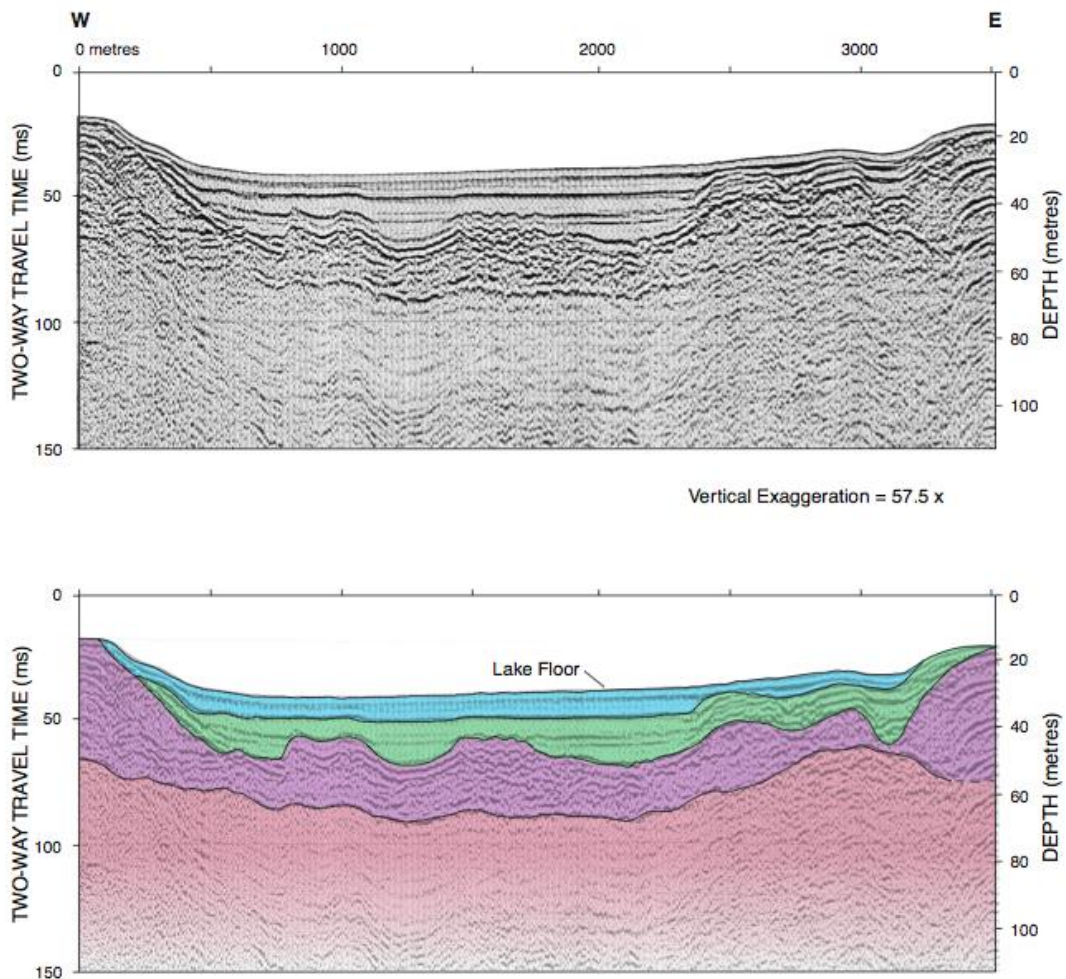 W E
0 metres 1000 2000 3000
0 0
20
50
40
60
100
80
100
150
TWO-WAY TRAVEL TIME (ms)
DEPTH (metres)
Vertical Exaggeration = 57.5 x
0 0
20
Lake Floor
50
40
60
100
80
100
150
TWO-WAY TRAVEL TIME (ms)
DEPTH (metres)